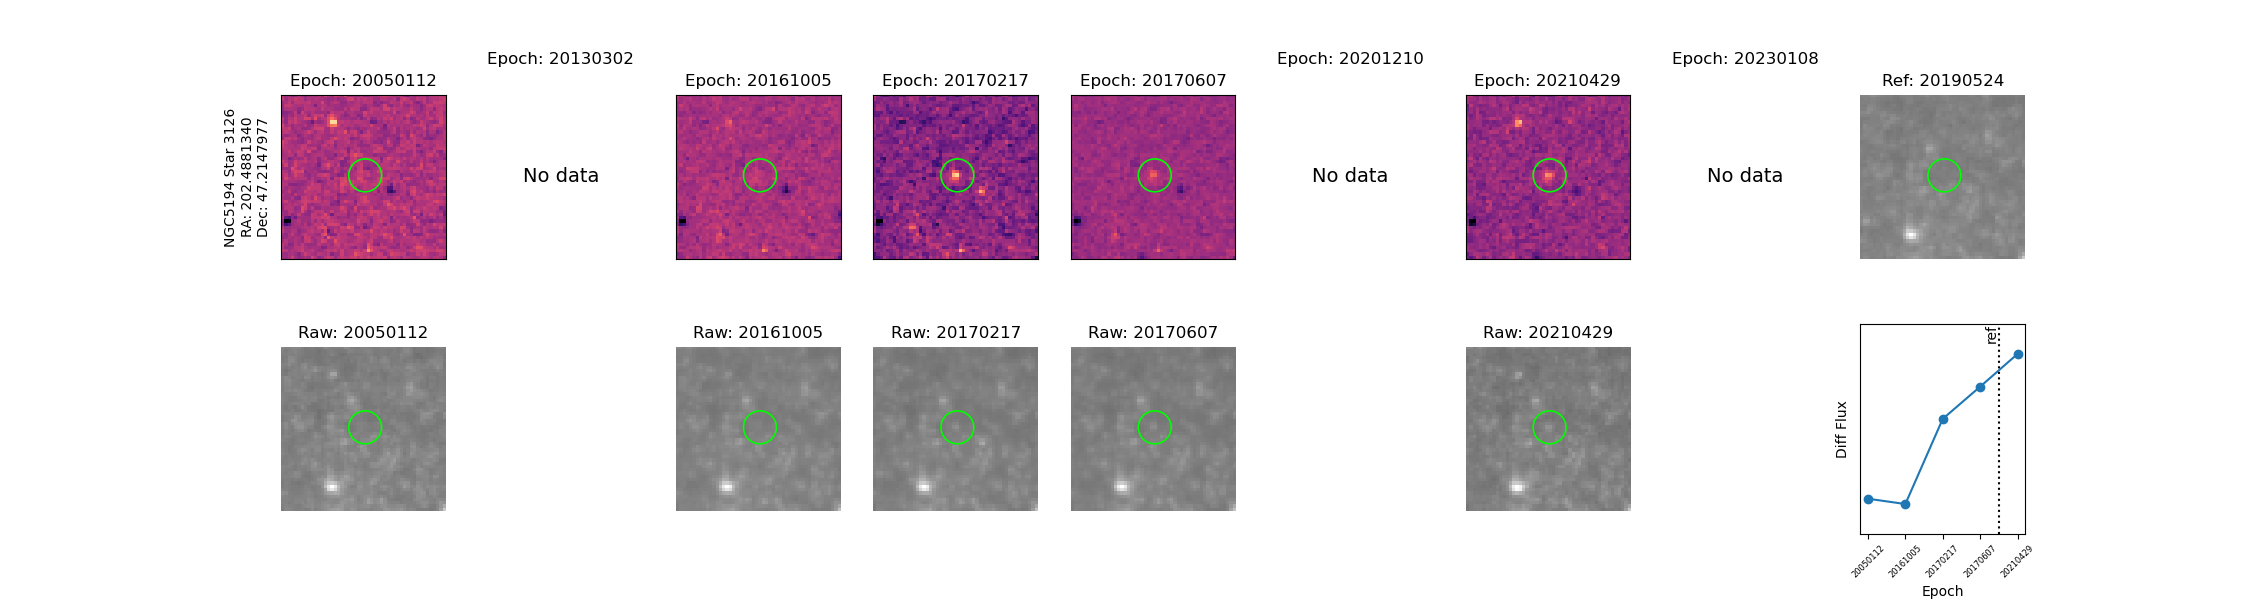 Epoch: 20130302
Epoch: 20201210
Epoch: 20230108
Epoch: 20050112
Epoch: 20161005
Epoch: 20170217
Epoch: 20170607
Epoch: 20210429
Ref: 20190524
NGC5194 Star 3126
RA: 202.4881340
Dec: 47.2147977
No data
No data
No data
Raw: 20050112
Raw: 20161005
Raw: 20170217
Raw: 20170607
Raw: 20210429
ref
Diff Flux
20050112
20161005
20170217
20170607
20210429
Epoch